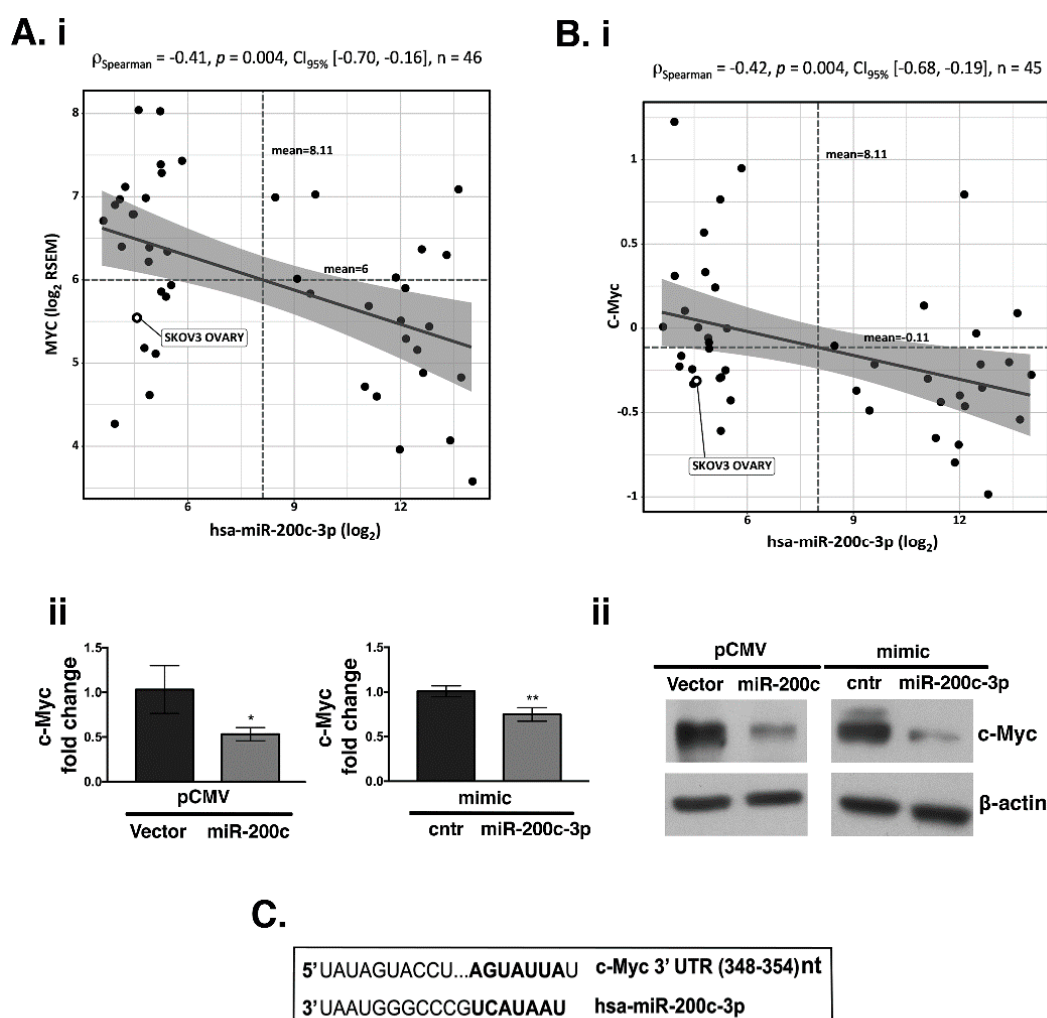 A. i
ρSpearman = -0.41, p = 0.004, CI95% [-0.70, -0.16], n = 46
8
7
6
5
4
MYC (log2 RSEM)
mean=8.11
mean=6
SKOV3 OVARY
6
9
12
hsa-miR-200c-3p (log2)
B. i
ρSpearman = -0.42, p = 0.004, CI95% [-0.68, -0.19], n = 45
1
0.5
0
-0.5
-1
C-Myc
mean=8.11
mean=-0.11
SKOV3 OVARY
6
9
12
hsa-miR-200c-3p (log2)
ii
c-Myc
fold change
1.5
1.0
0.5
0.0
*
pCMV
Vector miR-200c
c-Myc
fold change
1.5
1.0
0.5
0.0
**
mimic
cntr miR-200c-3p
ii
pCMV
Vector miR-200c
mimic
cntr miR-200c-3p
c-Myc
β-actin
C.
5'UAUAGUACCU...AGUAUUAU c-Myc 3' UTR (348-354)nt
3'UAAUGGGCCCGUCAUAAU hsa-miR-200c-3p